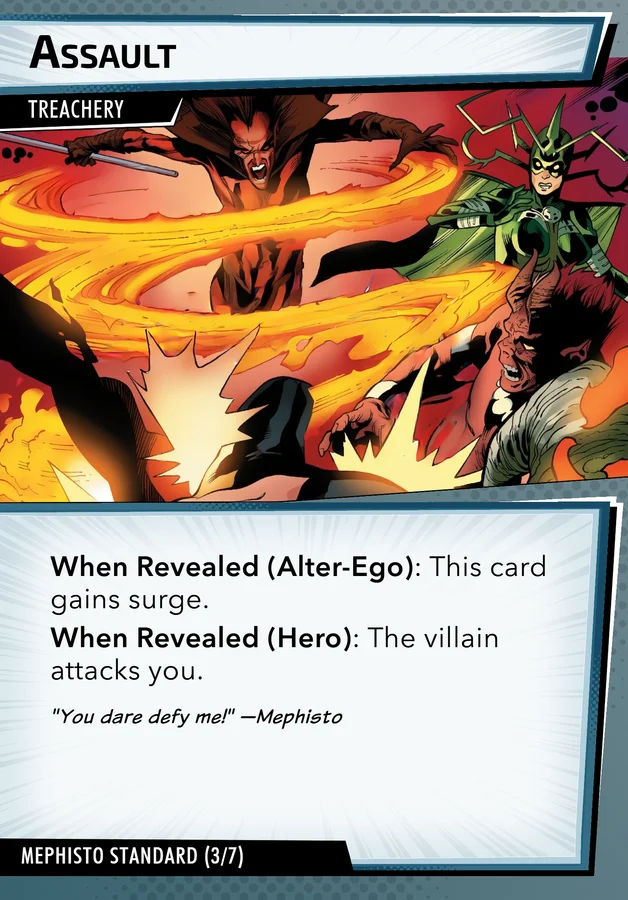 ASSAULT
TREACHERY
When Revealed (Alter-Ego): This card
gains surge.
When Revealed (Hero): The villain
attacks you.
"You dare defy me!" —Mephisto
MEPHISTO STANDARD (3/7)